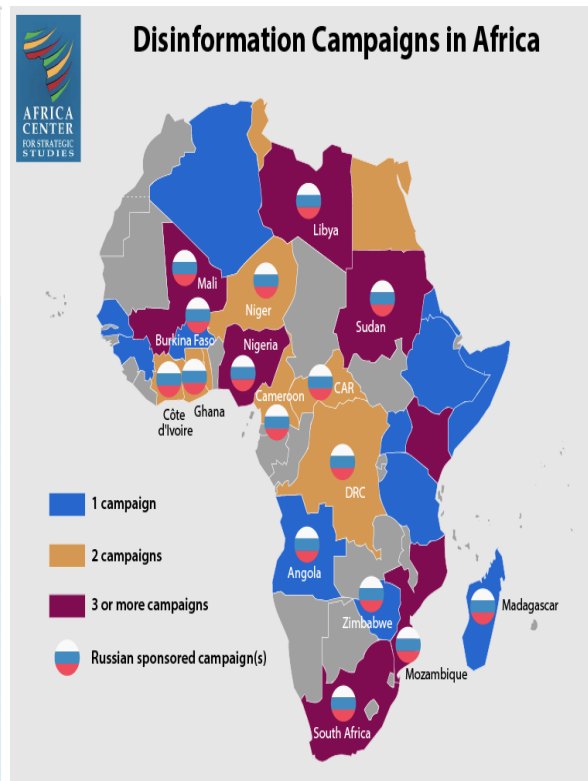 Disinformation Campaigns in Africa
AFRICA
CENTER
FOR STRATEGIC
STUDIES
Libya
Mali
Niger
Sudan
Burkina Faso
Nigeria
Cameroon
CAR
Côte
d'Ivoire
Ghana
DRC
1 campaign
2 campaigns
Angola
3 or more campaigns
Madagascar
Zimbabwe
Russian sponsored campaign(s)
Mozambique
South Africa